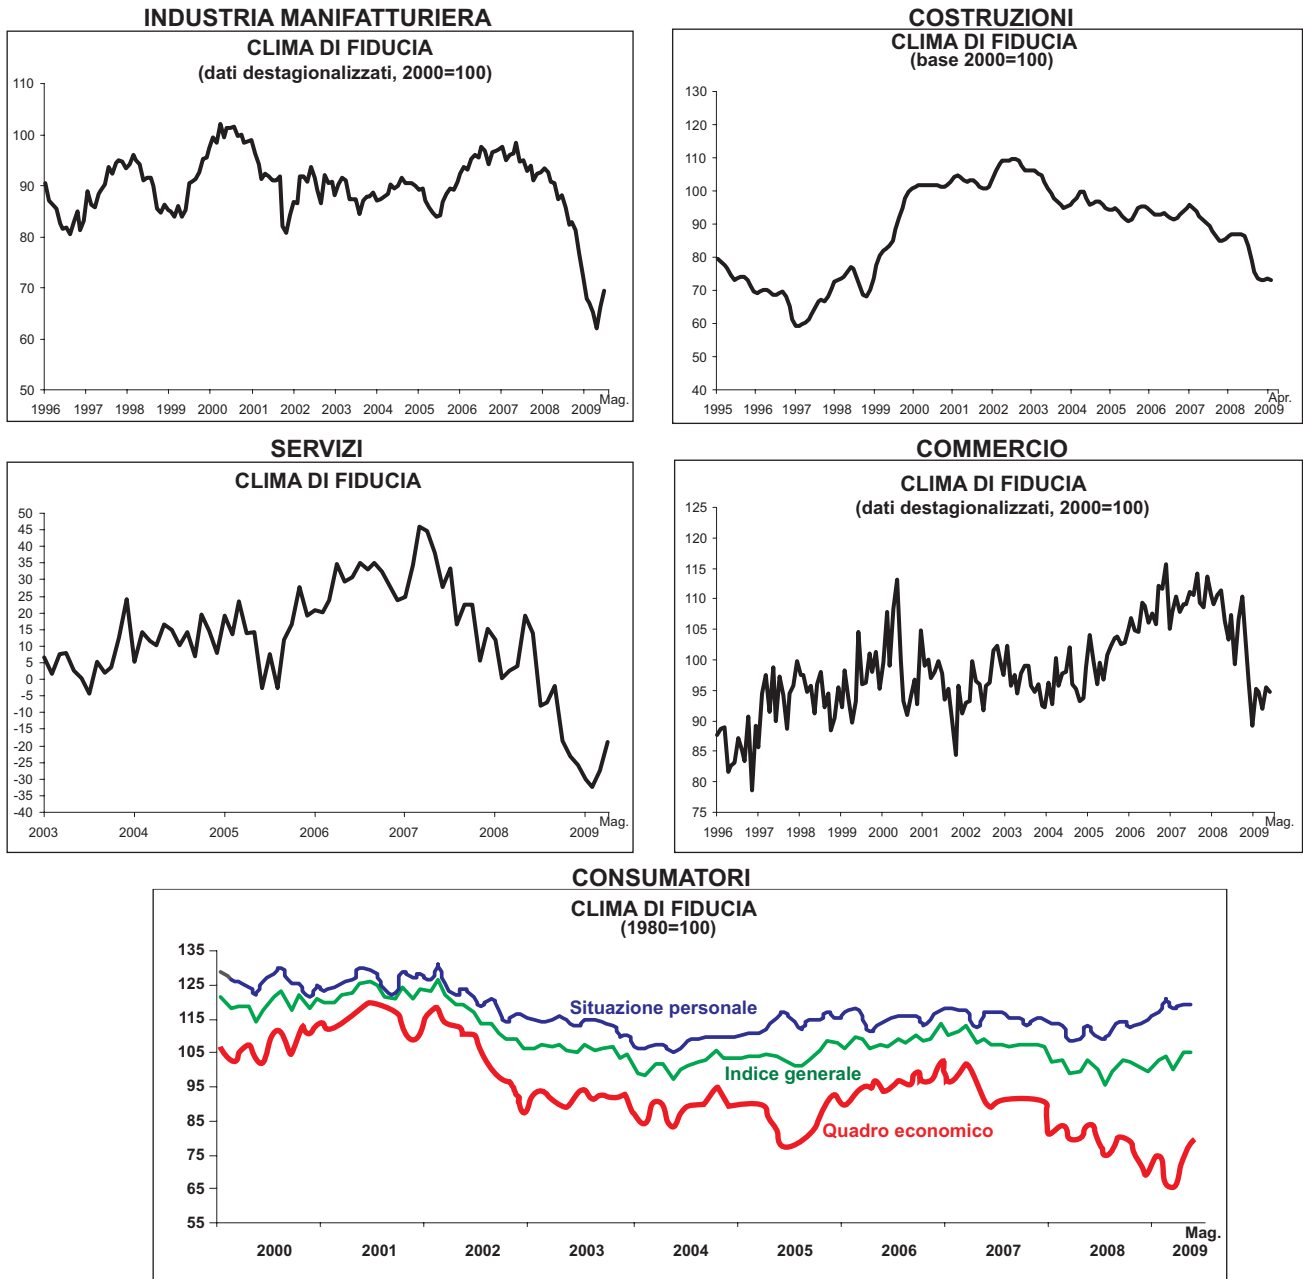 INDUSTRIA MANIFATTURIERA
CLIMA DI FIDUCIA
(dati destagionalizzati, 2000=100)
110
100
90
80
70
60
50
1996 1997 1998 1999 2000 2001 2002 2003 2004 2005 2006 2007 2008 2009
Mag.
COSTRUZIONI
CLIMA DI FIDUCIA
(base 2000=100)
130
120
110
100
90
80
70
60
50
40
1995 1996 1997 1998 1999 2000 2001 2002 2003 2004 2005 2006 2007 2008 2009
Apr.
SERVIZI
CLIMA DI FIDUCIA
50
45
40
35
30
25
20
15
10
5
0
-5
-10
-15
-20
-25
-30
-35
-40
2003 2004 2005 2006 2007 2008 2009
Mag.
COMMERCIO
CLIMA DI FIDUCIA
(dati destagionalizzati, 2000=100)
125
120
115
110
105
100
95
90
85
80
75
1996 1997 1998 1999 2000 2001 2002 2003 2004 2005 2006 2007 2008 2009
Mag.
CONSUMATORI
CLIMA DI FIDUCIA
(1980=100)
135
125
115
105
95
85
75
65
55
Situazione personale
Indice generale
Quadro economico
Mag.
2000 2001 2002 2003 2004 2005 2006 2007 2008 2009